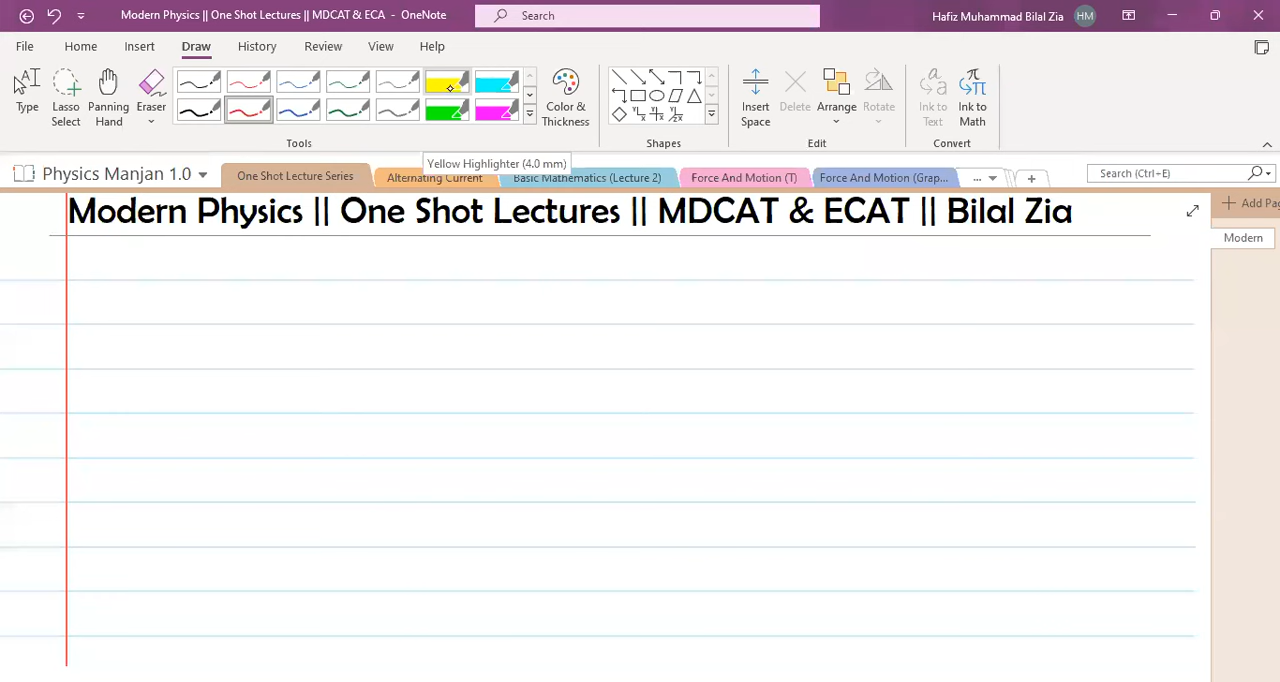 Modern Physics || One Shot Lectures || MDCAT & ECA - OneNote
Search
Hafiz Muhammad Bilal Zia
HM
File
Home
Insert
Draw
History
Review
View
Help
Type
Lasso Select
Panning Hand
Eraser
Color & Thickness
Insert Space
Delete
Arrange
Rotate
Ink to Text
Ink to Math
Tools
Shapes
Edit
Convert
Yellow Highlighter (4.0 mm)
Physics Manjan 1.0
One Shot Lecture Series
Alternating Current
Basic Mathematics (Lecture 2)
Force And Motion (T)
Force And Motion (Grap...
...
Search (Ctrl+E)
Modern Physics || One Shot Lectures || MDCAT & ECAT || Bilal Zia
Add Pag
Modern